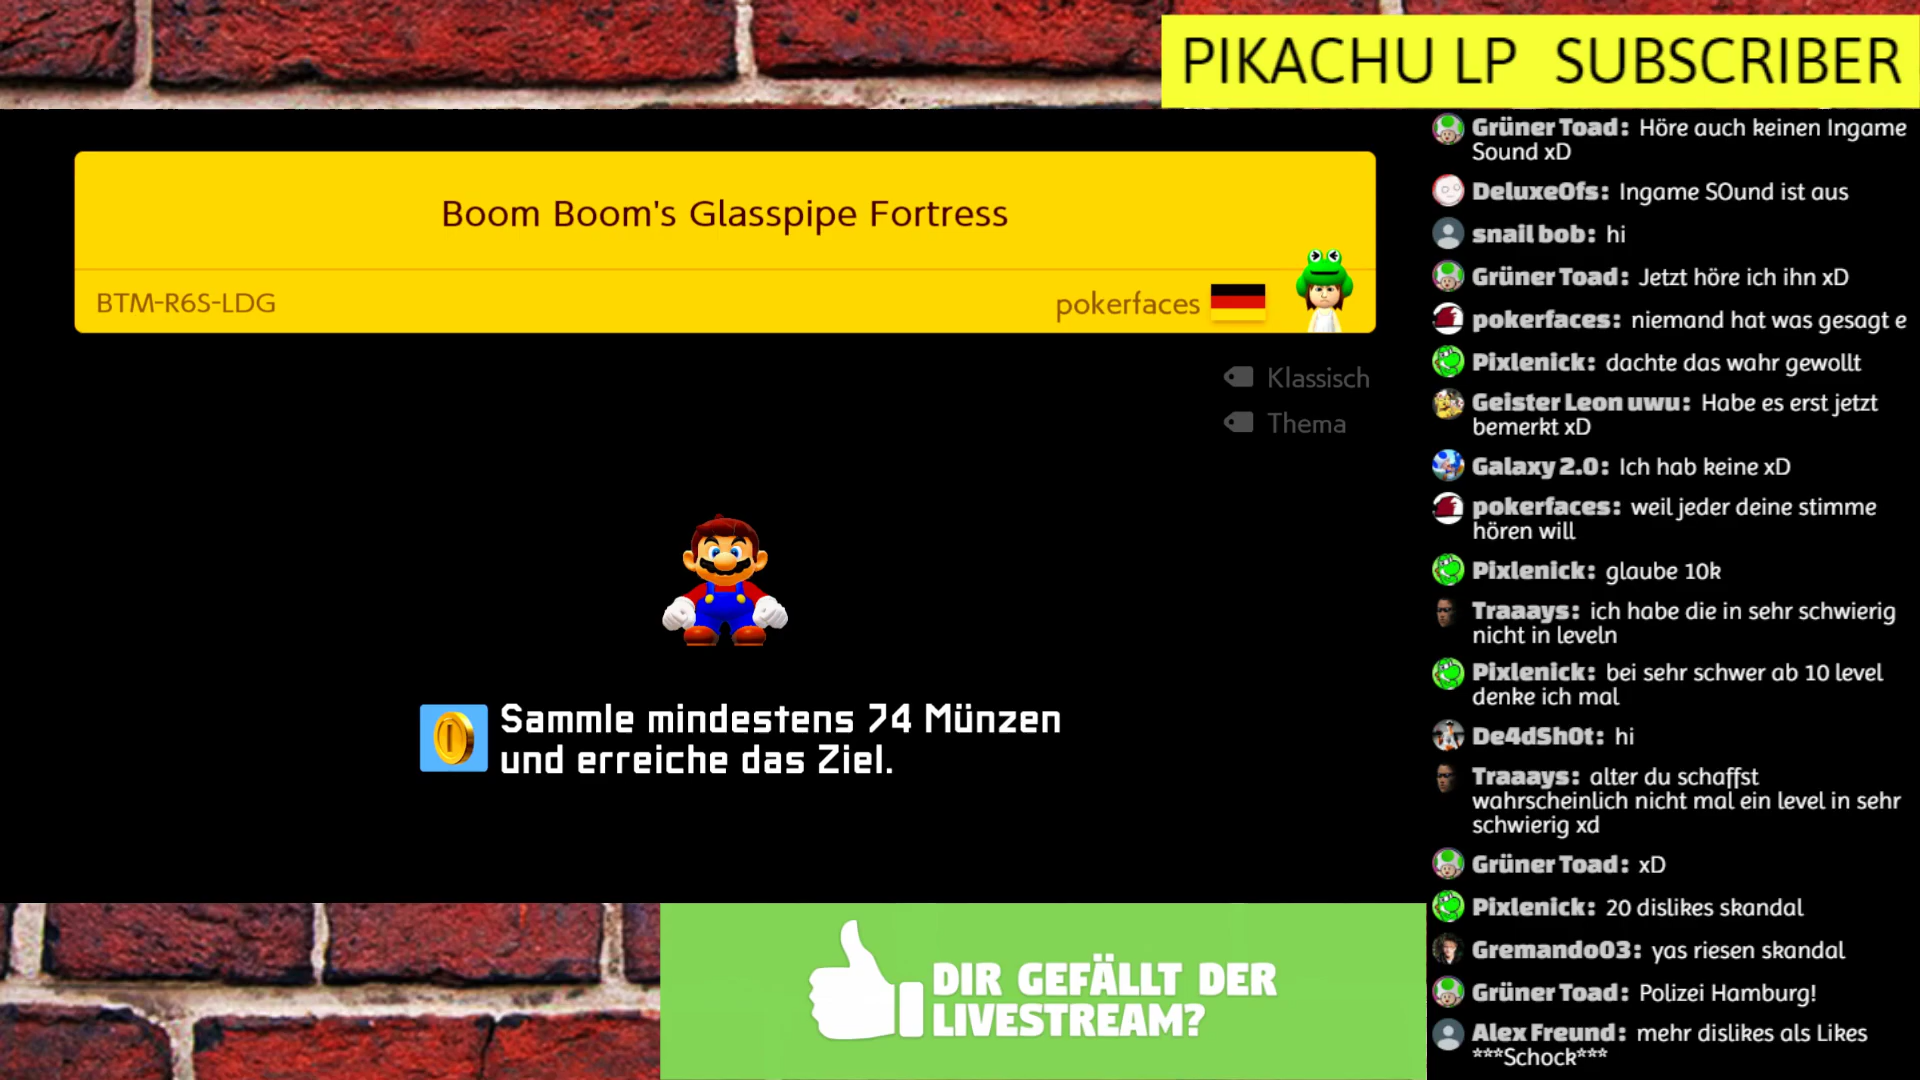 PIKACHU LP SUBSCRIBER
Boom Boom's Glasspipe Fortress
BTM-R6S-LDG
pokerfaces
Klassisch
Thema
Sammle mindestens 74 Münzen
und erreiche das Ziel.
DIR GEFÄLLT DER
LIVESTREAM?
Grüner Toad: Höre auch keinen Ingame
Sound xD
DeluxeOfs: Ingame SOund ist aus
snail bob: hi
Grüner Toad: Jetzt höre ich ihn xD
pokerfaces: niemand hat was gesagt e
Pixlenick: dachte das wahr gewollt
Geister Leon uwu: Habe es erst jetzt
bemerkt xD
Galaxy 2.0: Ich hab keine xD
pokerfaces: weil jeder deine stimme
hören will
Pixlenick: glaube 10k
Traaays: ich habe die in sehr schwierig
nicht in leveln
Pixlenick: bei sehr schwer ab 10 level
denke ich mal
De4dSh0t: hi
Traaays: alter du schaffst
wahrscheinlich nicht mal ein level in sehr
schwierig xd
Grüner Toad: xD
Pixlenick: 20 dislikes skandal
Gremando03: yas riesen skandal
Grüner Toad: Polizei Hamburg!
Alex Freund: mehr dislikes als Likes
***Schock***